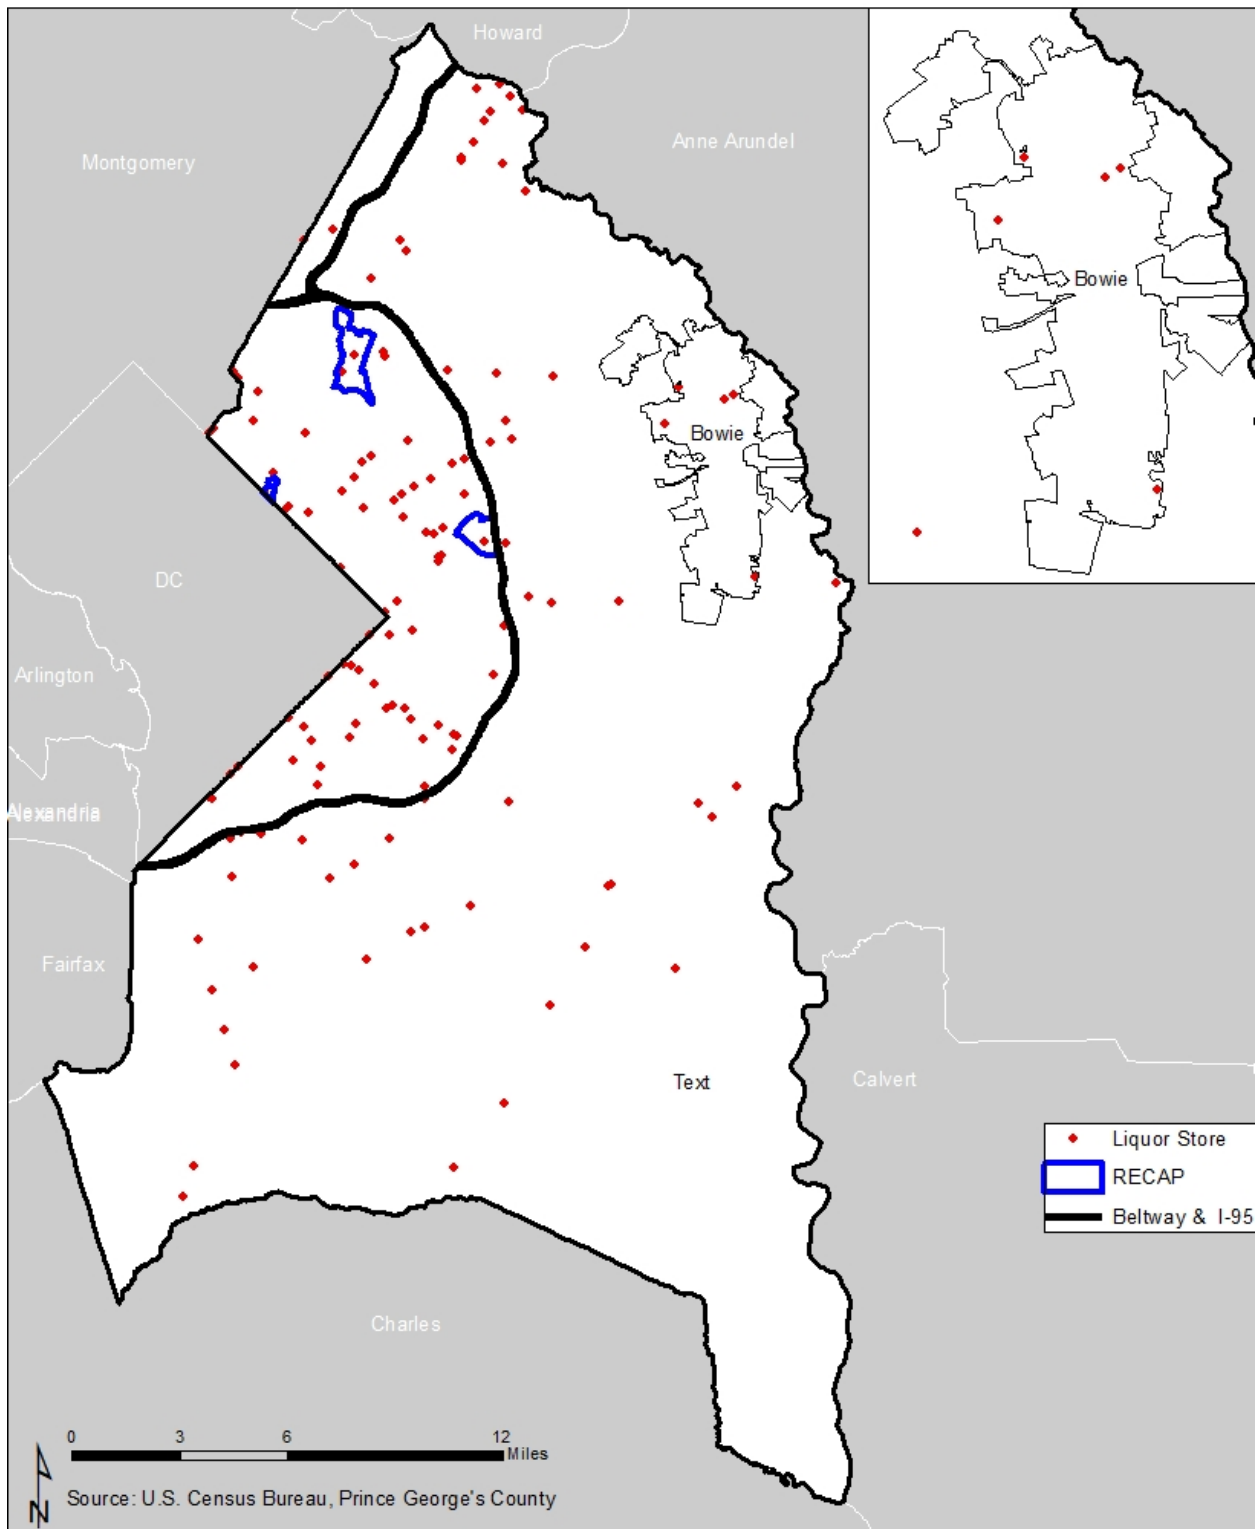 Howard
Anne Arundel
Montgomery
Bowie
Bowie
DC
Arlington
Alexandria
Fairfax
Text
Calvert
Liquor Store
RECAP
Beltway & I-95
Charles
0 3 6 12
Miles
N
Source: U.S. Census Bureau, Prince George's County